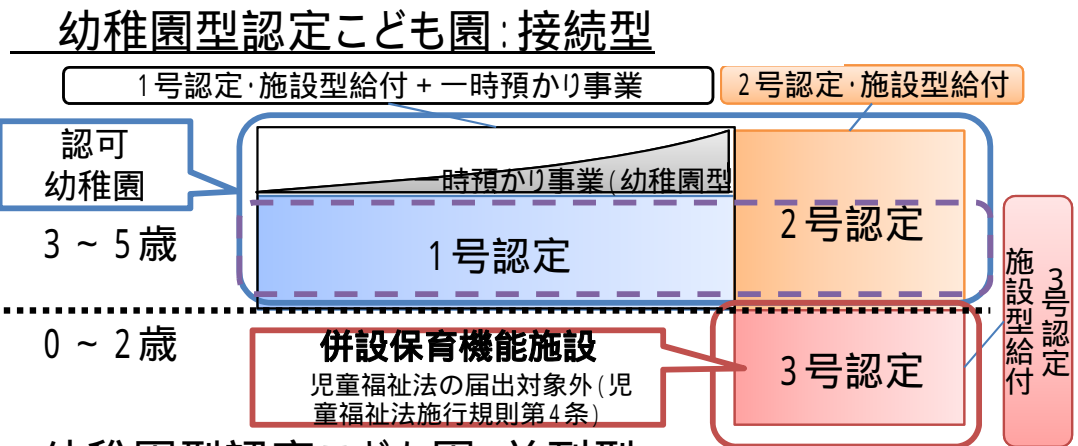 幼稚園型認定こども園:接続型
1号認定･施設型給付+一時預かり事業
2号認定･施設型給付
認可
幼稚園
一時預かり事業(幼稚園型
3～5歳
1号認定
2号認定
3号認定
施設型給付
0～2歳
併設保育機能施設
児童福祉法の届出対象外(児
童福祉法施行規則第4条)
3号認定